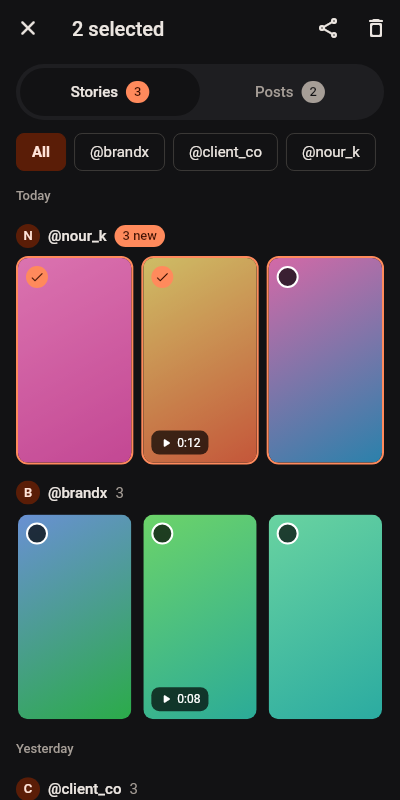 2 selected
Stories 3 Posts 2
All @brandx @client_co @nour_k
Today
N @nour_k 3 new
0:12
B @brandx 3
0:08
Yesterday
C @client_co 3